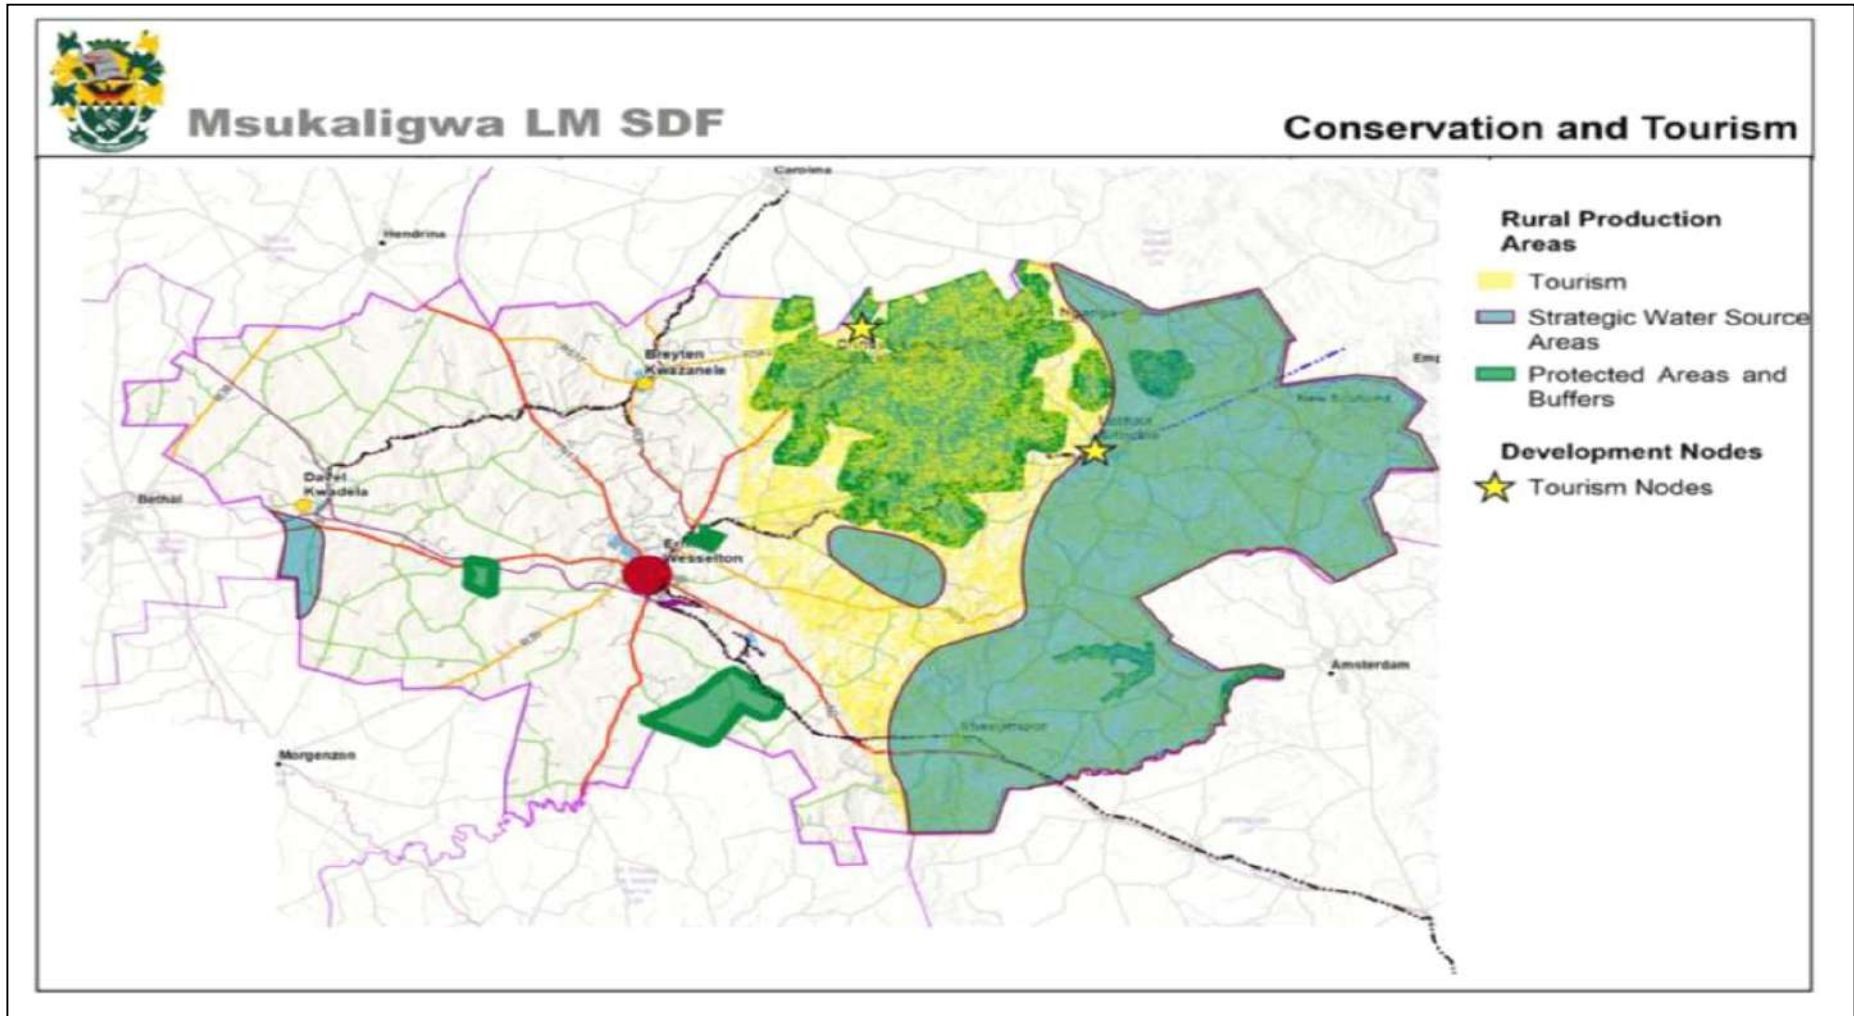 Msukaligwa LM SDF
Conservation and Tourism
Carolina
Hendrina
Rural Production
Areas
Tourism
Strategic Water Source
Areas
Protected Areas and
Buffers
Development Nodes
Tourism Nodes
Breyten
Kwazanele
Davel
Kwadela
Bethal
Wesselton
New Scotland
Amsterdam
Sheepmoor
Morgenzon